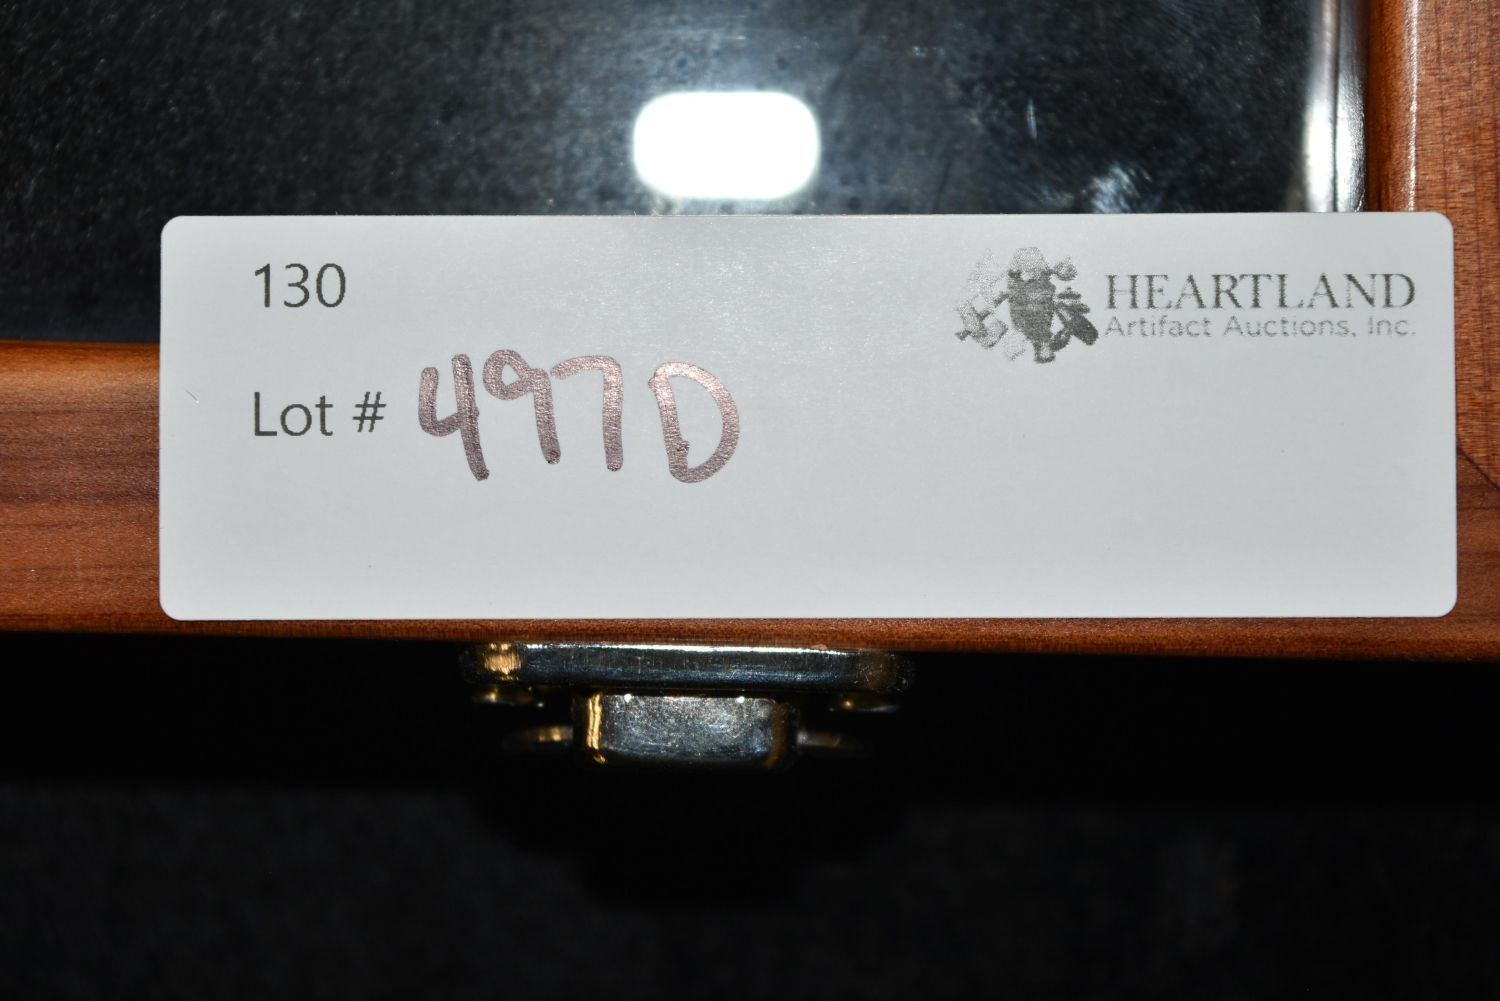 130
HEARTLAND
Artifact Auctions, Inc.
Lot # 497D